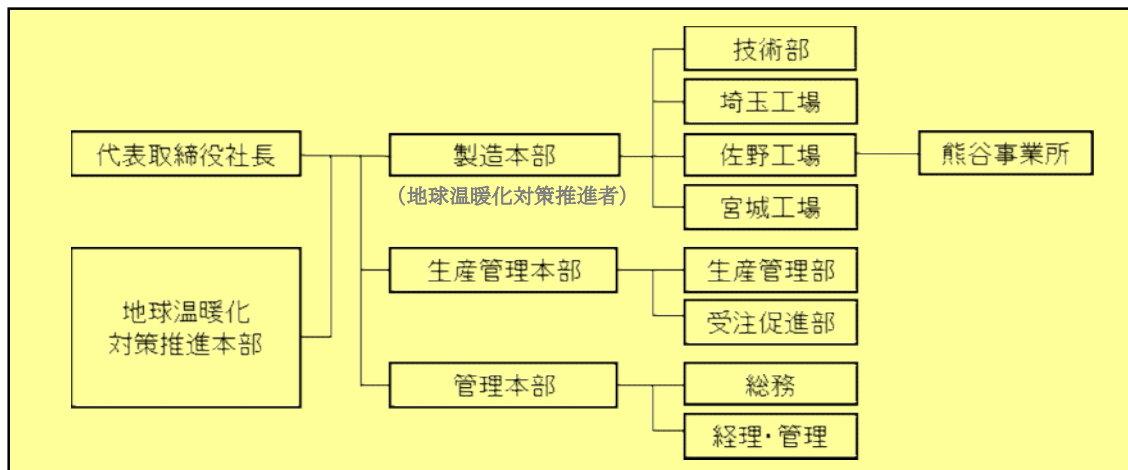 技術部
埼玉工場
代表取締役社長
製造本部
佐野工場
熊谷事業所
(地球温暖化対策推進者)
宮城工場
生産管理本部
生産管理部
地球温暖化
対策推進本部
受注促進部
管理本部
総務
経理・管理